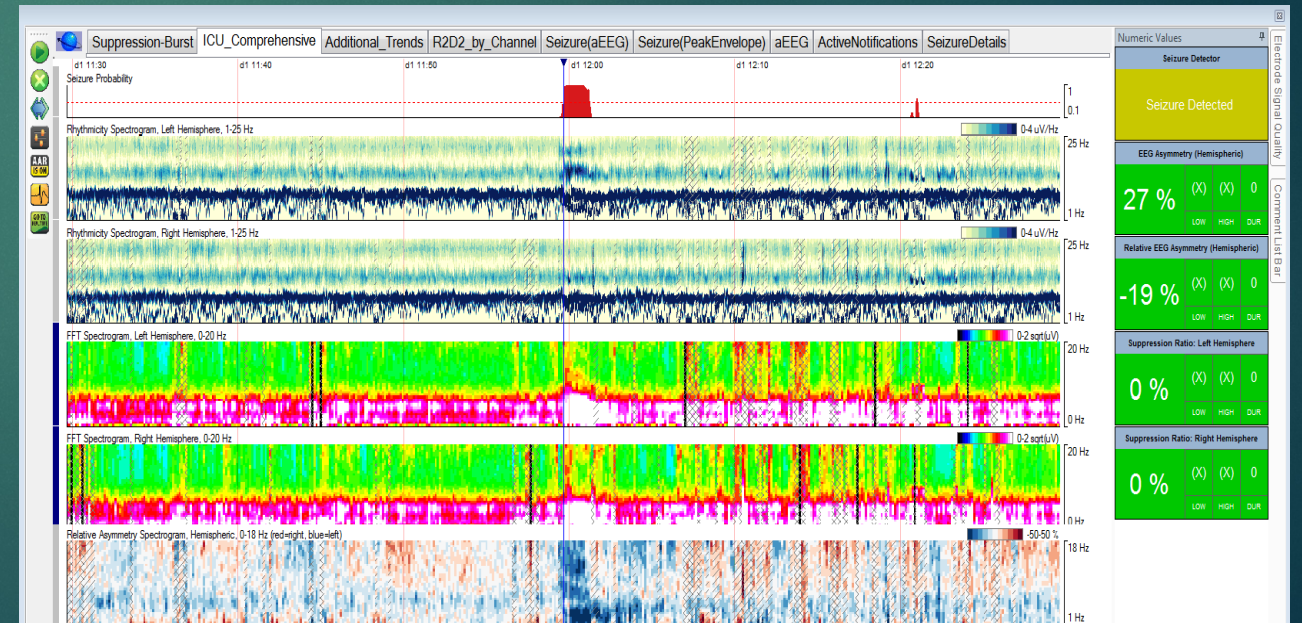 Suppression-Burst ICU_Comprehensive Additional_Trends R2D2_by_Channel Seizure(aEEG) Seizure(PeakEnvelope) aEEG ActiveNotifications SeizureDetails
d1 11:30 d1 11:40 d1 11:50 d1 12:00 d1 12:10 d1 12:20
Seizure Probability
1
0.1
Rhythmicity Spectrogram, Left Hemisphere, 1-25 Hz 0-4 uV/Hz
25 Hz
1 Hz
Rhythmicity Spectrogram, Right Hemisphere, 1-25 Hz 0-4 uV/Hz
25 Hz
1 Hz
FFT Spectrogram, Left Hemisphere, 0-20 Hz 0-2 sqrt(uV)
20 Hz
0 Hz
FFT Spectrogram, Right Hemisphere, 0-20 Hz 0-2 sqrt(uV)
20 Hz
0 Hz
Relative Asymmetry Spectrogram, Hemispheric, 0-18 Hz (red=right, blue=left) -50-50 %
18 Hz
1 Hz
AAR
IS ON
Numeric Values
Seizure Detector
Seizure Detected
EEG Asymmetry (Hemispheric)
27 % (X) (X) 0
LOW HIGH DUR
Relative EEG Asymmetry (Hemispheric)
-19 % (X) (X) 0
LOW HIGH DUR
Suppression Ratio: Left Hemisphere
0 % (X) (X) 0
LOW HIGH DUR
Suppression Ratio: Right Hemisphere
0 % (X) (X) 0
LOW HIGH DUR
Electrode Signal Quality
Comment List Bar